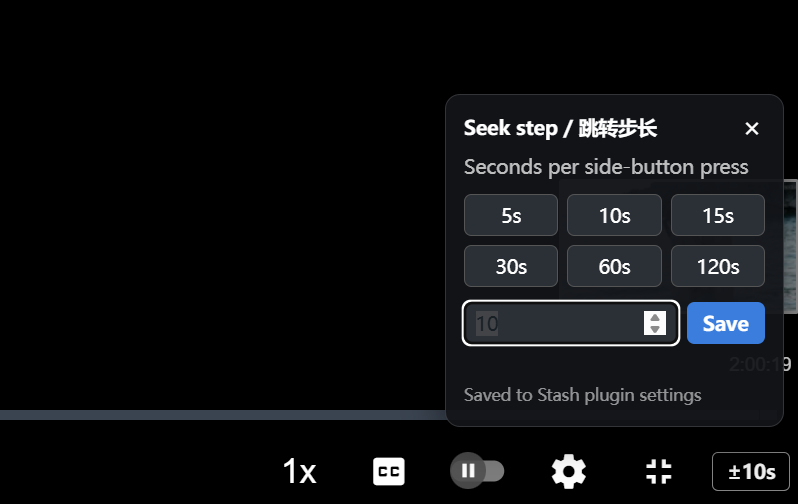 Seek step / 跳转步长 ×
Seconds per side-button press
5s 10s 15s
30s 60s 120s
10 Save
2:00:19
Saved to Stash plugin settings
1x CC ±10s